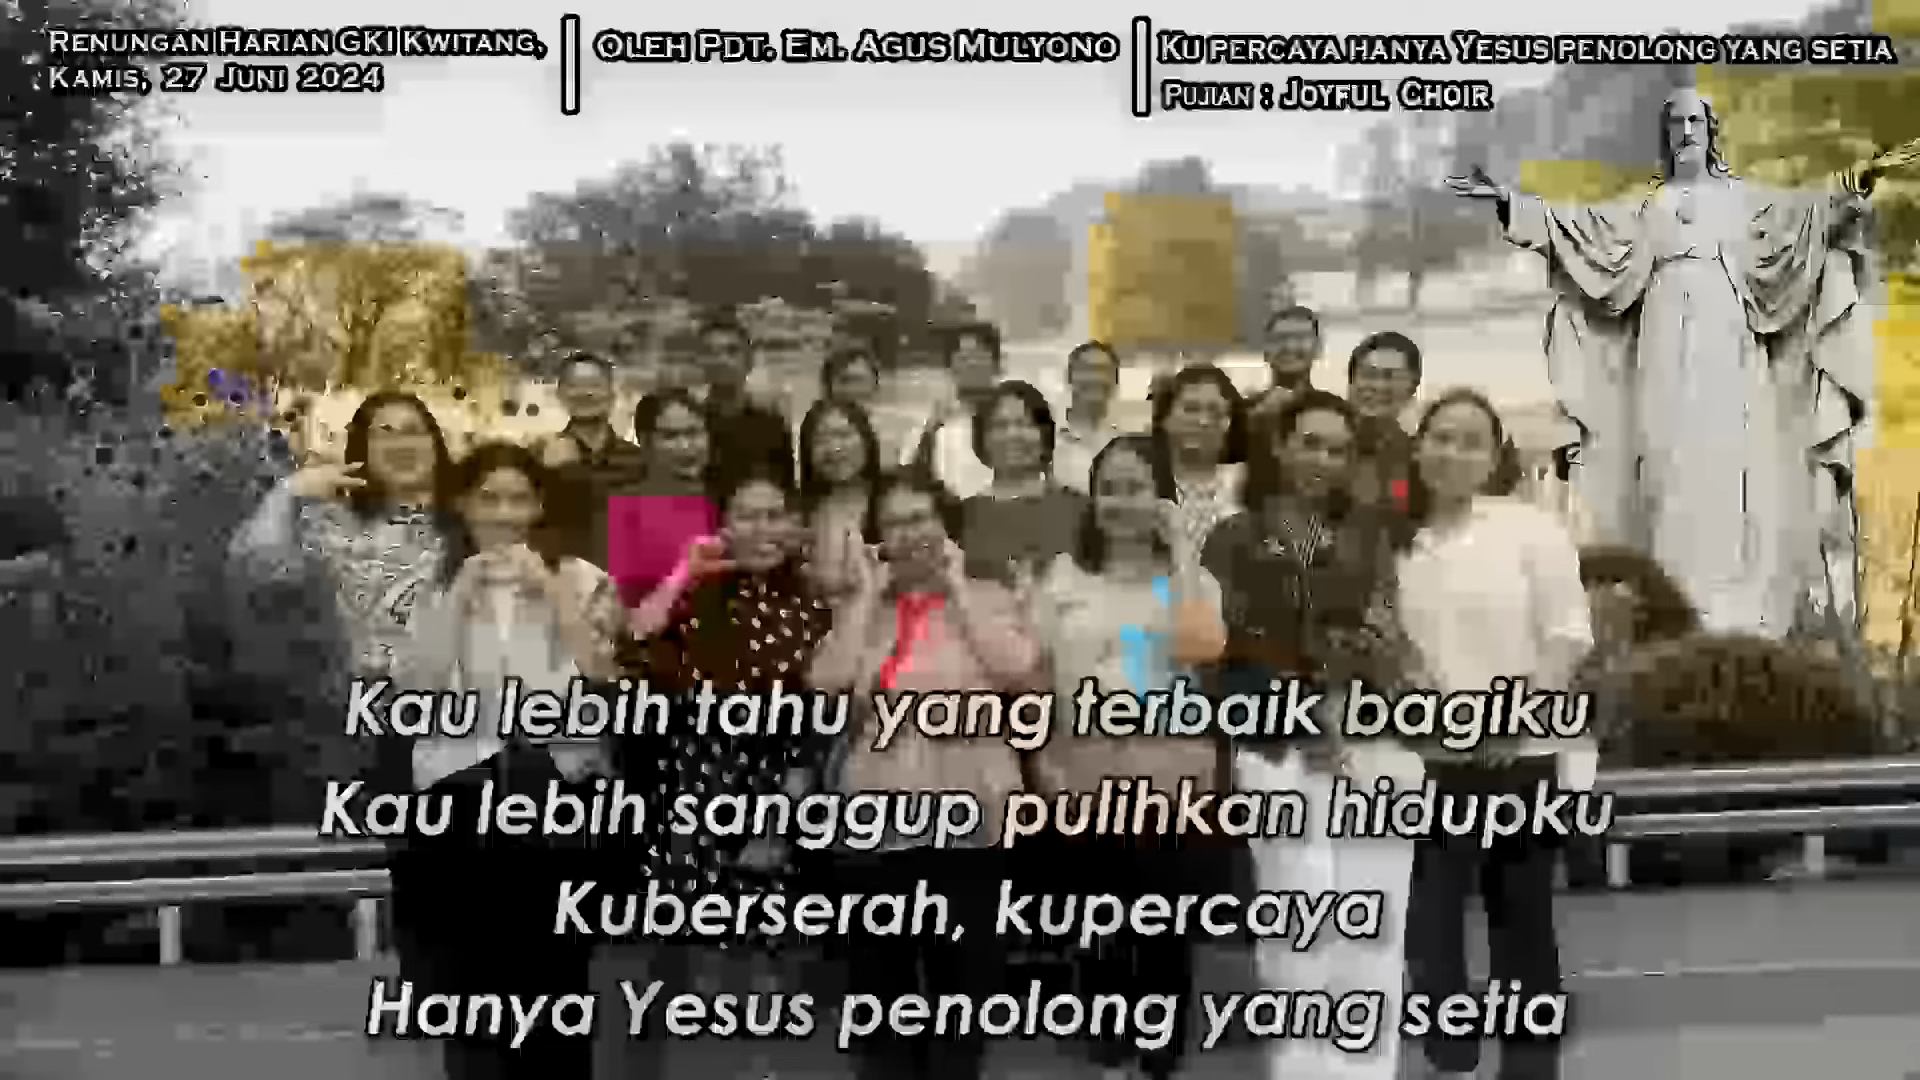 Renungan Harian GKI Kwitang,
Kamis, 27 Juni 2024
Oleh Pdt. Em. Agus Mulyono
Ku percaya hanya Yesus penolong yang setia
Pujian : Joyful Choir
Kau lebih tahu yang terbaik bagiku
Kau lebih sanggup pulihkan hidupku
Kuberserah, kupercaya
Hanya Yesus penolong yang setia